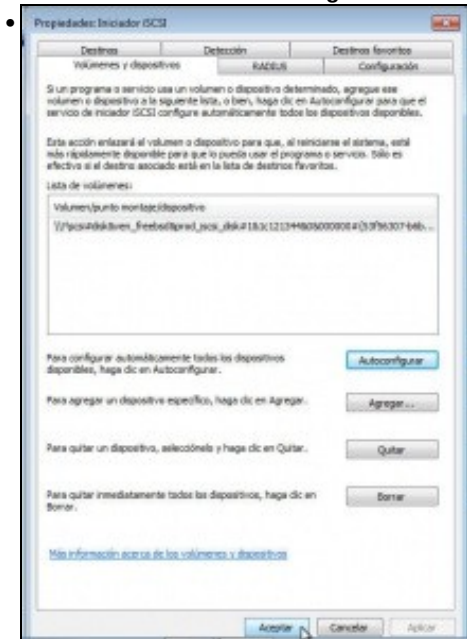 Propiedades: Iniciador iSCSI
Destinos Detección Destinos favoritos
Volúmenes y dispositivos RADIUS Configuración
Si un programa o servicio usa un volumen o dispositivo determinado, agregue ese
volumen o dispositivo a la siguiente lista, o bien, haga clic en Autoconfigurar para que el
servicio de iniciador iSCSI configure automáticamente todos los dispositivos disponibles.
Esta acción enlazará el volumen o dispositivo para que, al reiniciarse el sistema, esté
más rápidamente disponible para que lo pueda usar el programa o servicio. Sólo es
efectivo si el destino asociado está en la lista de destinos favoritos.
Lista de volúmenes:
Volumen/punto montaje/dispositivo
Para configurar automáticamente todos los dispositivos
disponibles, haga clic en Autoconfigurar.
Autoconfigurar
Para agregar un dispositivo específico, haga clic en Agregar.
Agregar...
Para quitar un dispositivo, selecciónelo y haga clic en Quitar.
Quitar
Para quitar inmediatamente todos los dispositivos, haga clic en
Borrar.
Borrar
Más información acerca de los volúmenes y dispositivos
Aceptar Cancelar Aplicar